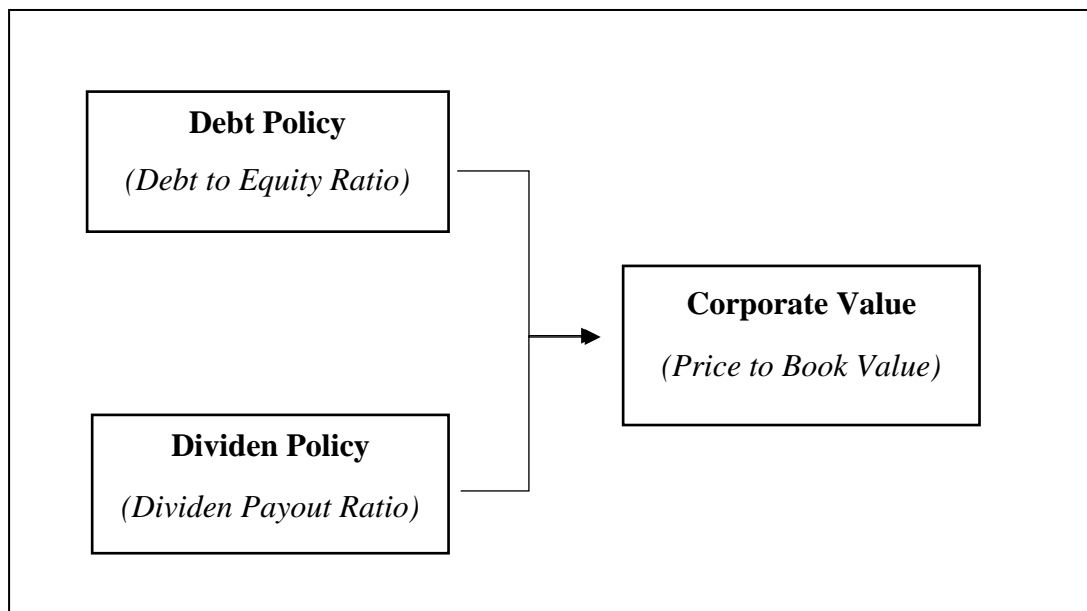 Debt Policy
(Debt to Equity Ratio)
Corporate Value
(Price to Book Value)
Dividen Policy
(Dividen Payout Ratio)